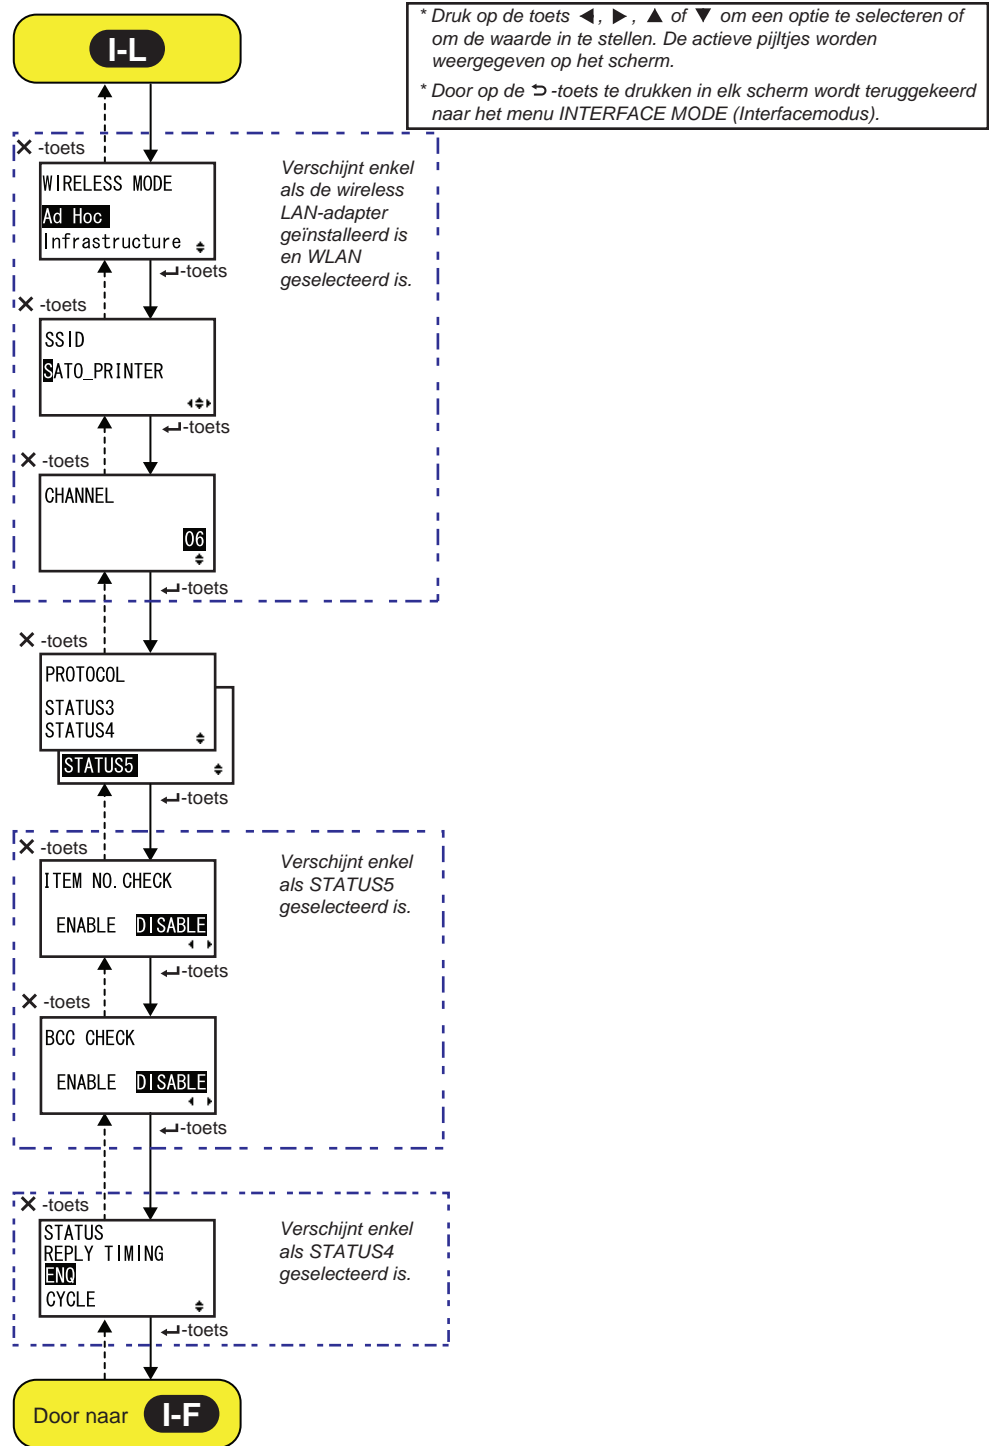 I-L
* Druk op de toets ◀, ▶, ▲ of ▼ om een optie te selecteren of
om de waarde in te stellen. De actieve pijltjes worden
weergegeven op het scherm.
* Door op de ⮌ -toets te drukken in elk scherm wordt teruggekeerd
naar het menu INTERFACE MODE (Interfacemodus).
✕ -toets
WIRELESS MODE
Ad Hoc
Infrastructure
Verschijnt enkel
als de wireless
LAN-adapter
geïnstalleerd is
en WLAN
geselecteerd is.
↵-toets
✕ -toets
SSID
SATO_PRINTER
↵-toets
✕ -toets
CHANNEL
06
↵-toets
✕ -toets
PROTOCOL
STATUS3
STATUS4
STATUS5
↵-toets
✕ -toets
ITEM NO.CHECK
ENABLE DISABLE
Verschijnt enkel
als STATUS5
geselecteerd is.
↵-toets
✕ -toets
BCC CHECK
ENABLE DISABLE
↵-toets
✕ -toets
STATUS
REPLY TIMING
ENQ
CYCLE
Verschijnt enkel
als STATUS4
geselecteerd is.
↵-toets
Door naar I-F